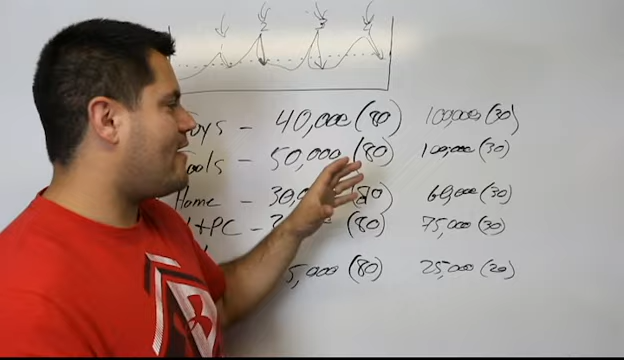 oys - 40,000 (80) 100,000 (30)
ools - 50,000 (80) 100,000 (30)
Home - 30, (80) 60,000 (30)
+PC - (80) 75,000 (30)
5,000 (80) 25,000 (20)